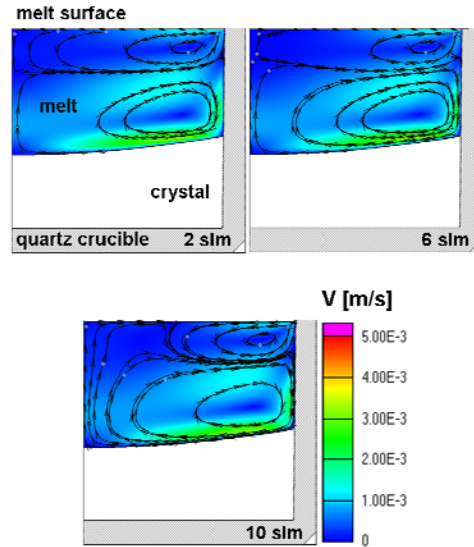 melt surface
melt
crystal
quartz crucible 2 slm
6 slm
V [m/s]
5.00E-3
4.00E-3
3.00E-3
2.00E-3
1.00E-3
0
10 slm